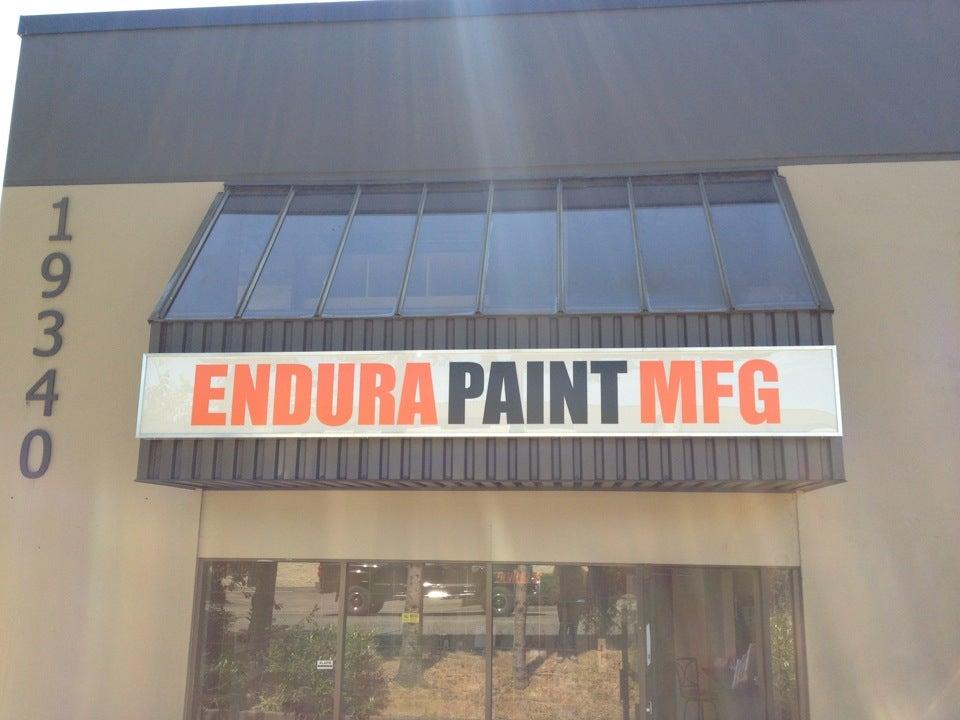 19340
ENDURA PAINT MFG